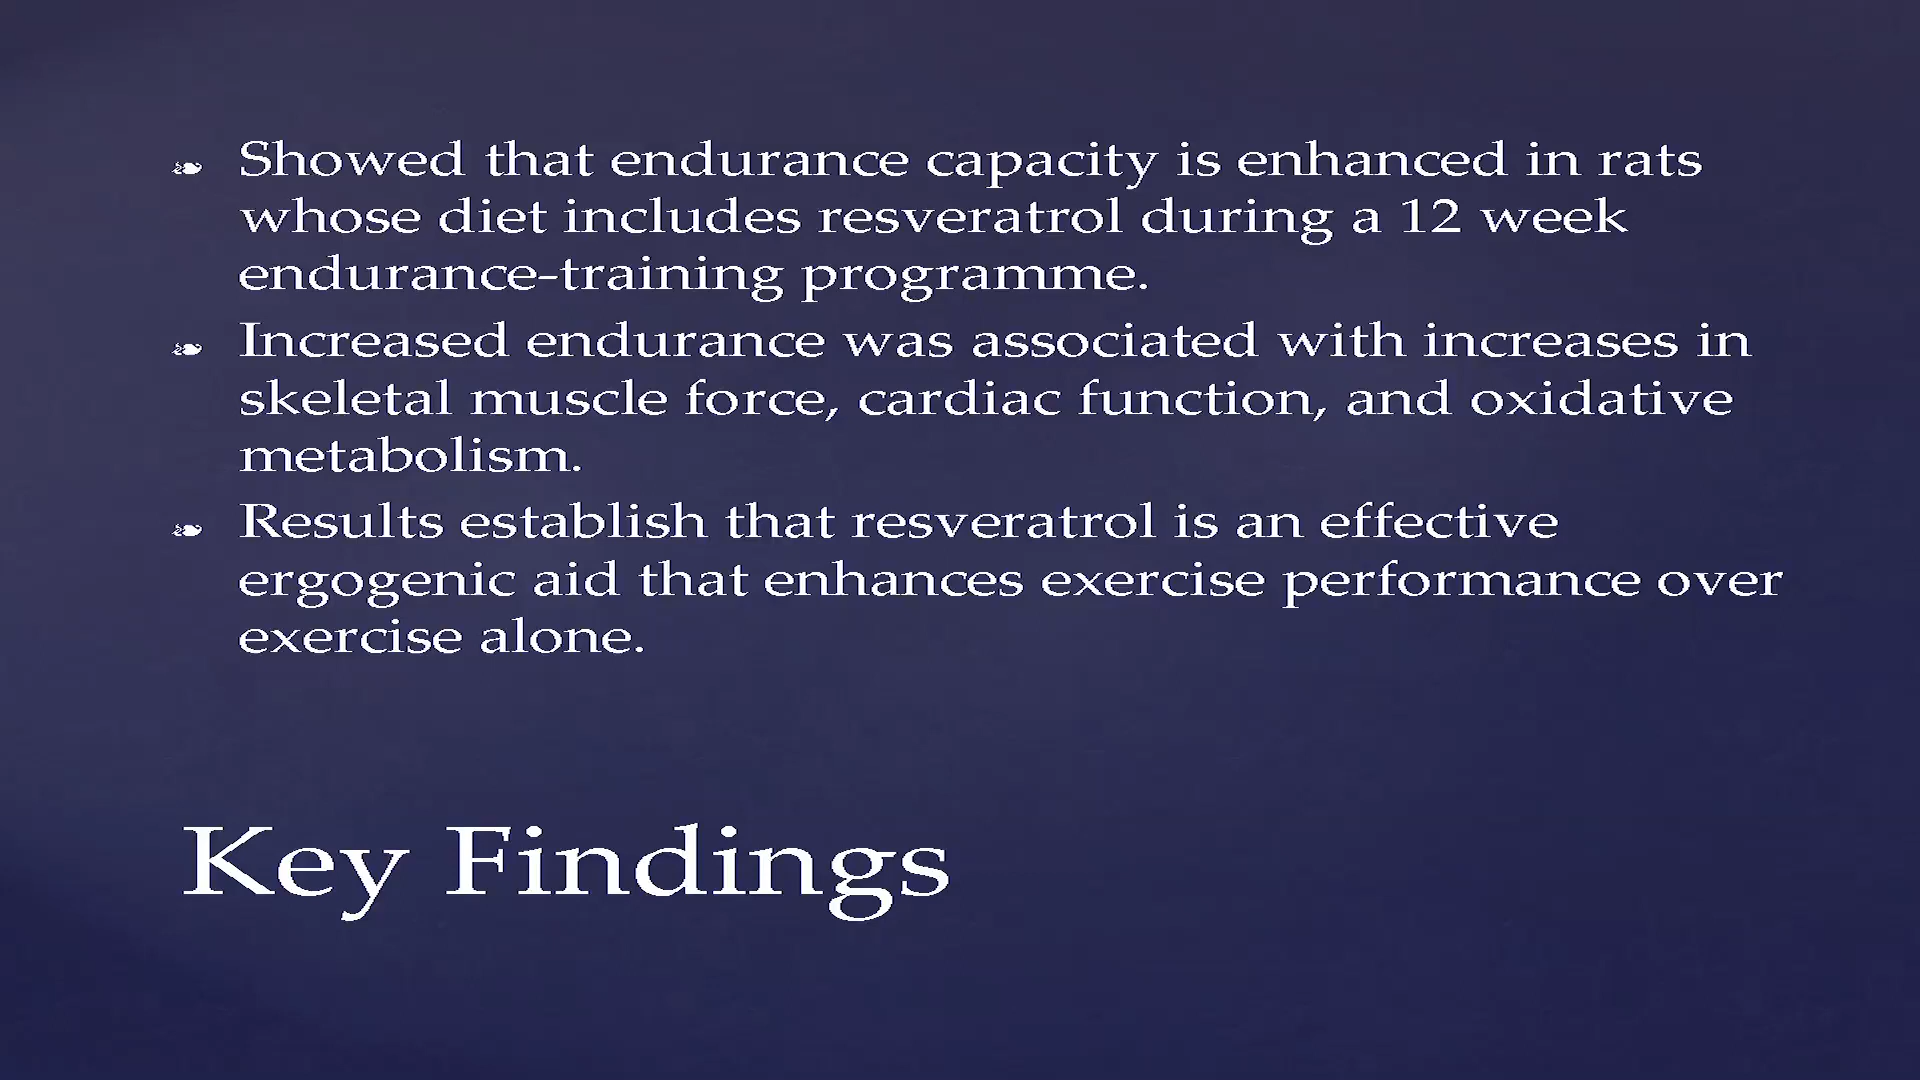 ❧ Showed that endurance capacity is enhanced in rats
whose diet includes resveratrol during a 12 week
endurance-training programme.
❧ Increased endurance was associated with increases in
skeletal muscle force, cardiac function, and oxidative
metabolism.
❧ Results establish that resveratrol is an effective
ergogenic aid that enhances exercise performance over
exercise alone.
Key Findings